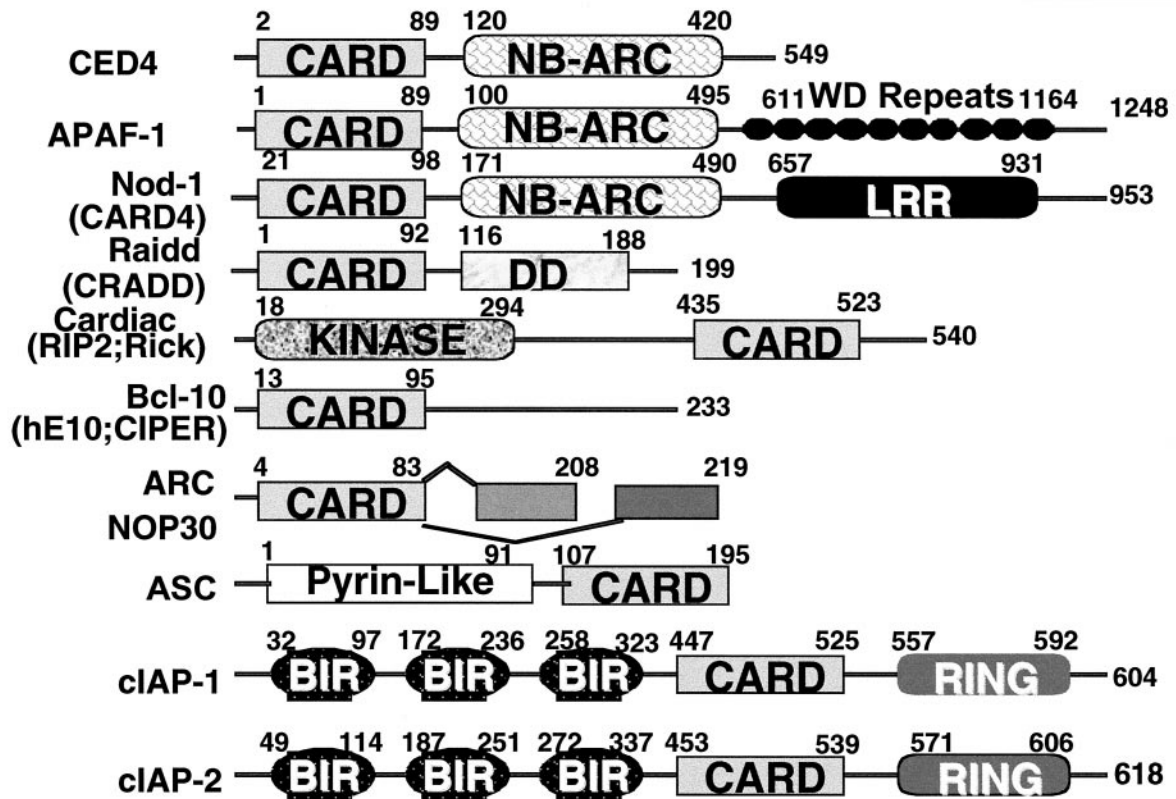 2 89 120 420
CED4 CARD NB-ARC 549
1 89 100 495 611 WD Repeats 1164 1248
APAF-1 CARD NB-ARC
21 98 171 490 657 931
Nod-1 (CARD4) CARD NB-ARC LRR 953
1 92 116 188
Raidd (CRADD) CARD DD 199
18 294 435 523
Cardiac (RIP2;Rick) KINASE CARD 540
13 95
Bcl-10 (hE10;CIPER) CARD 233
4 83 208 219
ARC CARD
NOP30
1 91 107 195
ASC Pyrin-Like CARD
32 97 172 236 258 323 447 525 557 592
cIAP-1 BIR BIR BIR CARD RING 604
49 114 187 251 272 337 453 539 571 606
cIAP-2 BIR BIR BIR CARD RING 618